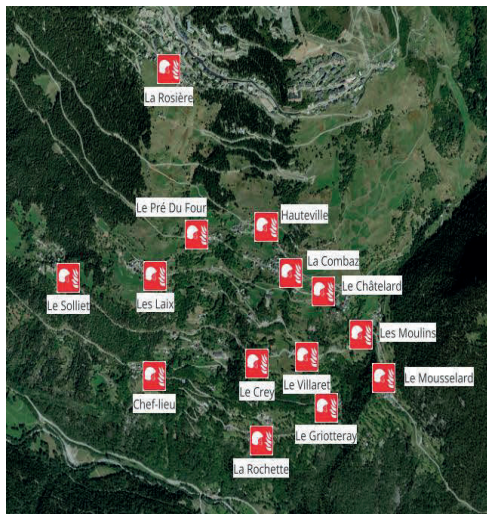 La Rosière
Le Pré Du Four
Hauteville
La Combaz
Le Solliet
Les Laix
Le Châtelard
Les Moulins
Chef-lieu
Le Crey
Le Villaret
Le Mousselard
Le Griotteray
La Rochette